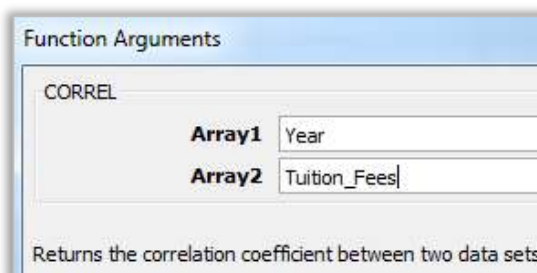 Function Arguments
CORREL
Array1 Year
Array2 Tuition_Fees
Returns the correlation coefficient between two data sets